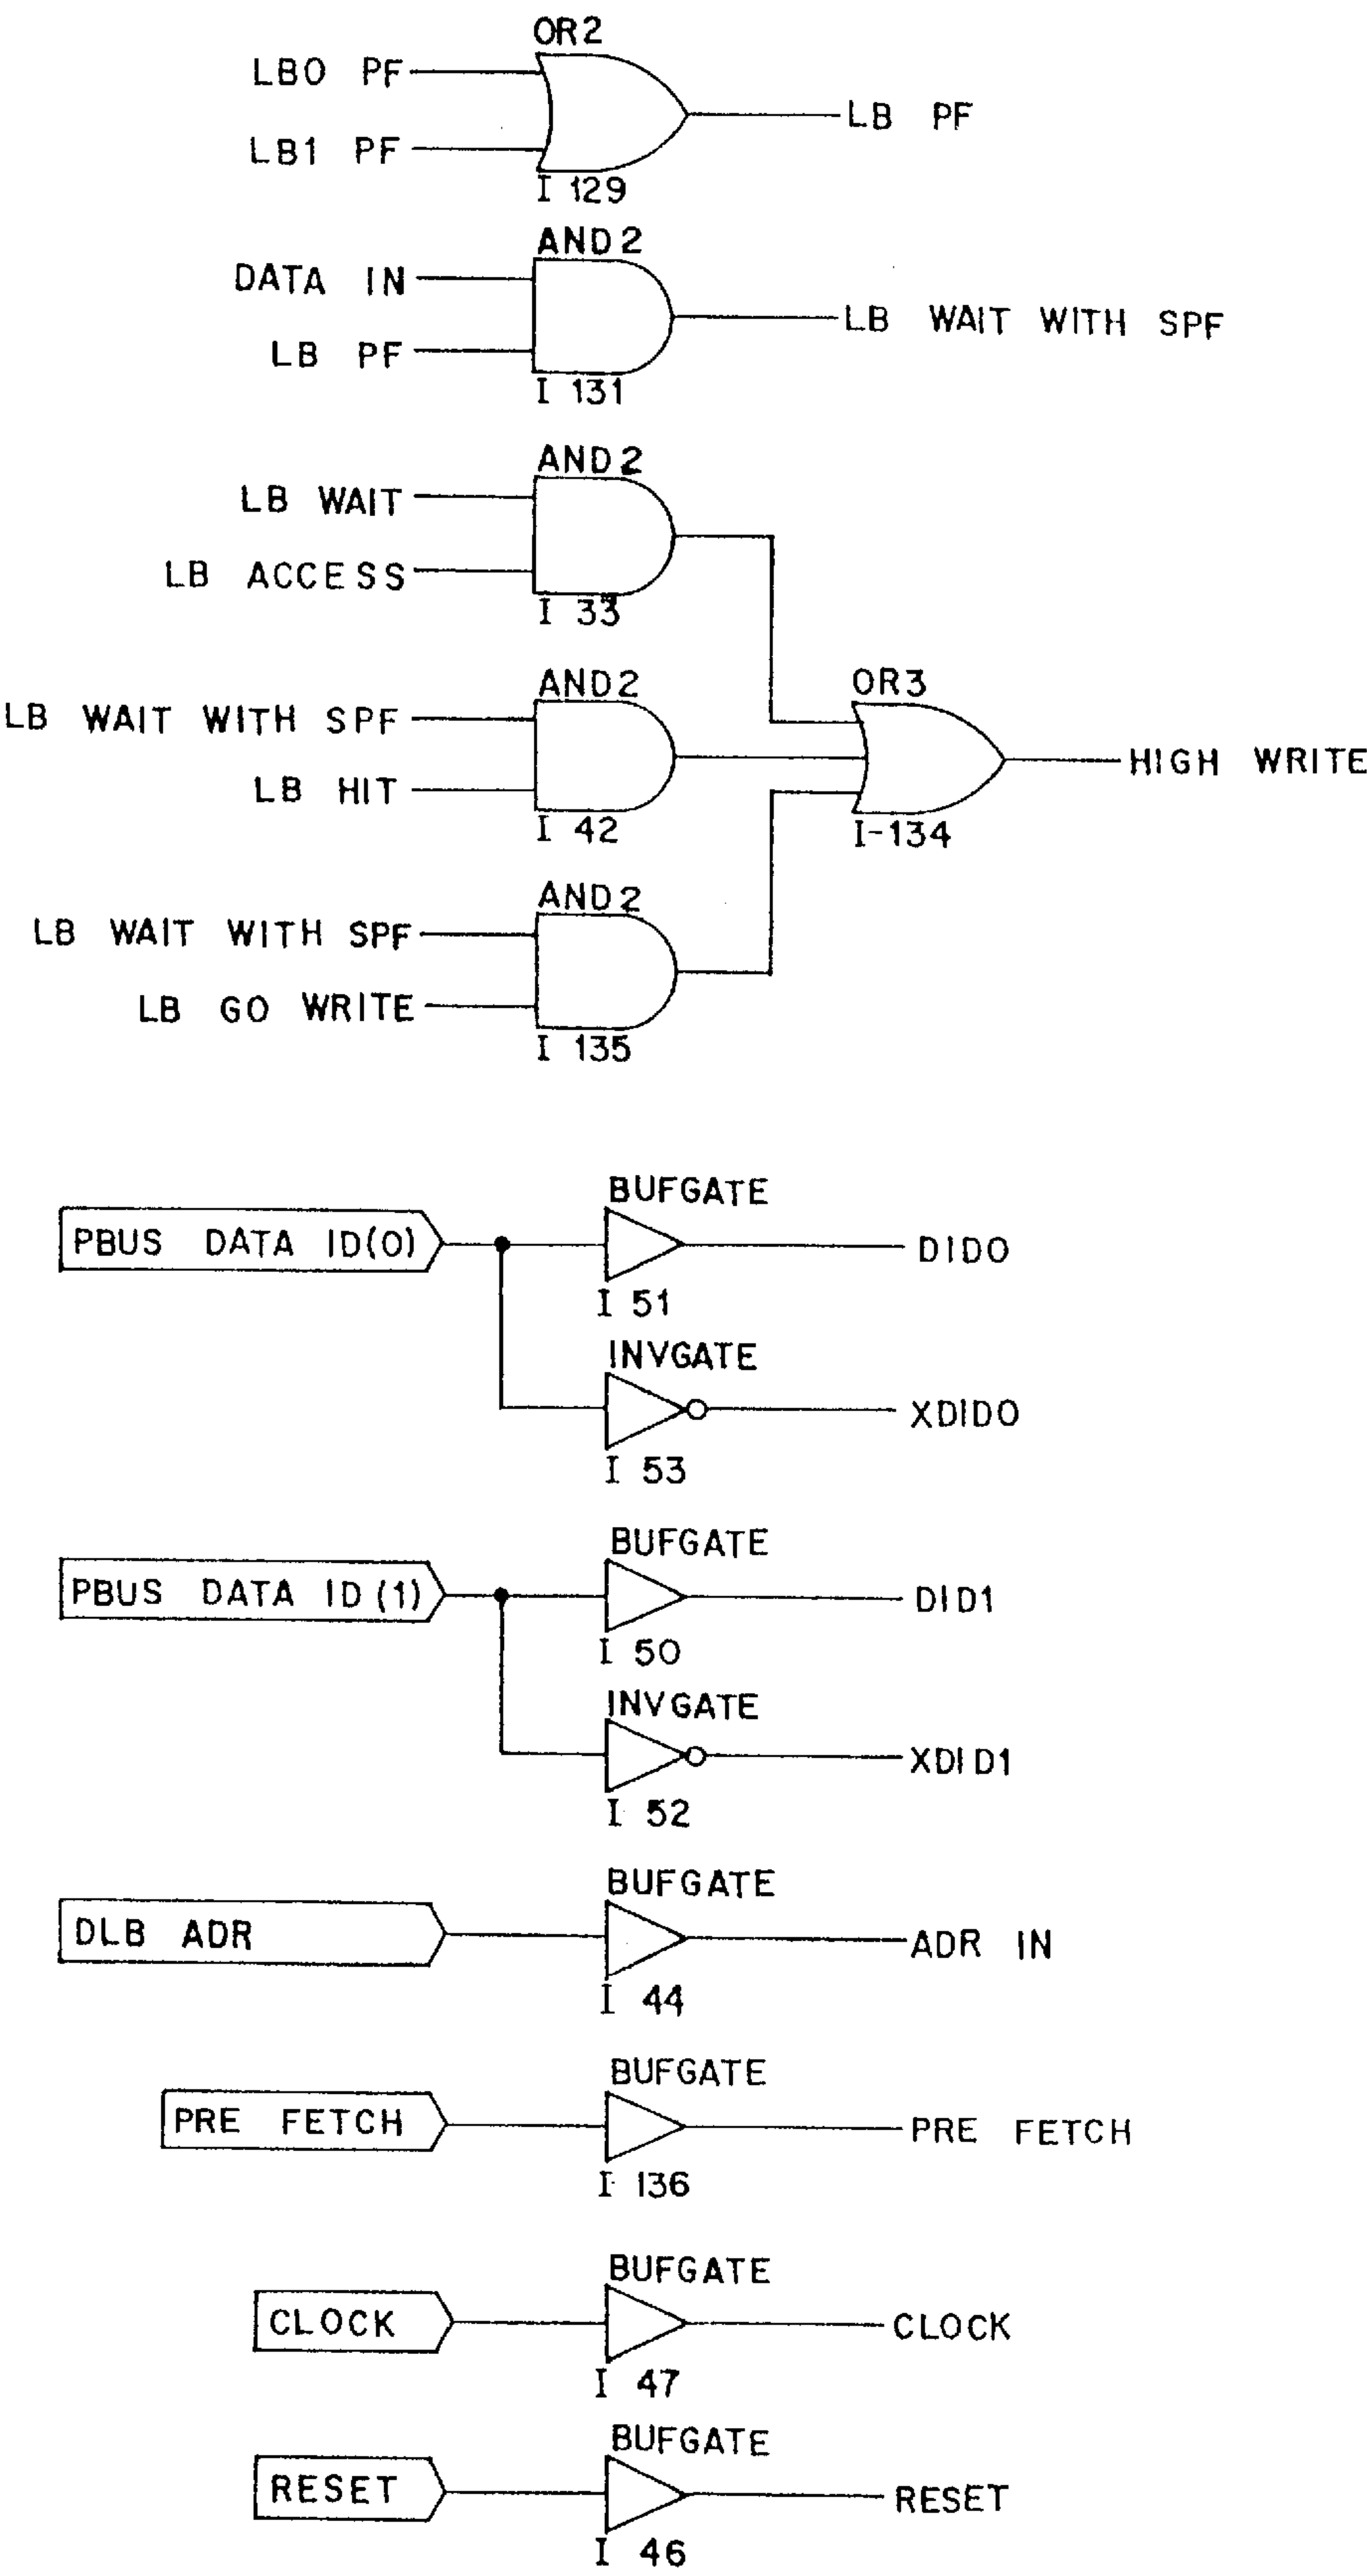 OR2
LB0 PF
LB PF
LB1 PF
I 129
AND2
DATA IN
LB WAIT WITH SPF
LB PF
I 131
AND2
LB WAIT
LB ACCESS
I 33
AND2
OR3
LB WAIT WITH SPF
HIGH WRITE
LB HIT
I 42
I-134
AND2
LB WAIT WITH SPF
LB GO WRITE
I 135
BUFGATE
PBUS DATA ID(0)
DID0
I 51
INVGATE
XDID0
I 53
BUFGATE
PBUS DATA ID(1)
DID1
I 50
INVGATE
XDID1
I 52
BUFGATE
DLB ADR
ADR IN
I 44
BUFGATE
PRE FETCH
PRE FETCH
I 136
BUFGATE
CLOCK
CLOCK
I 47
BUFGATE
RESET
RESET
I 46